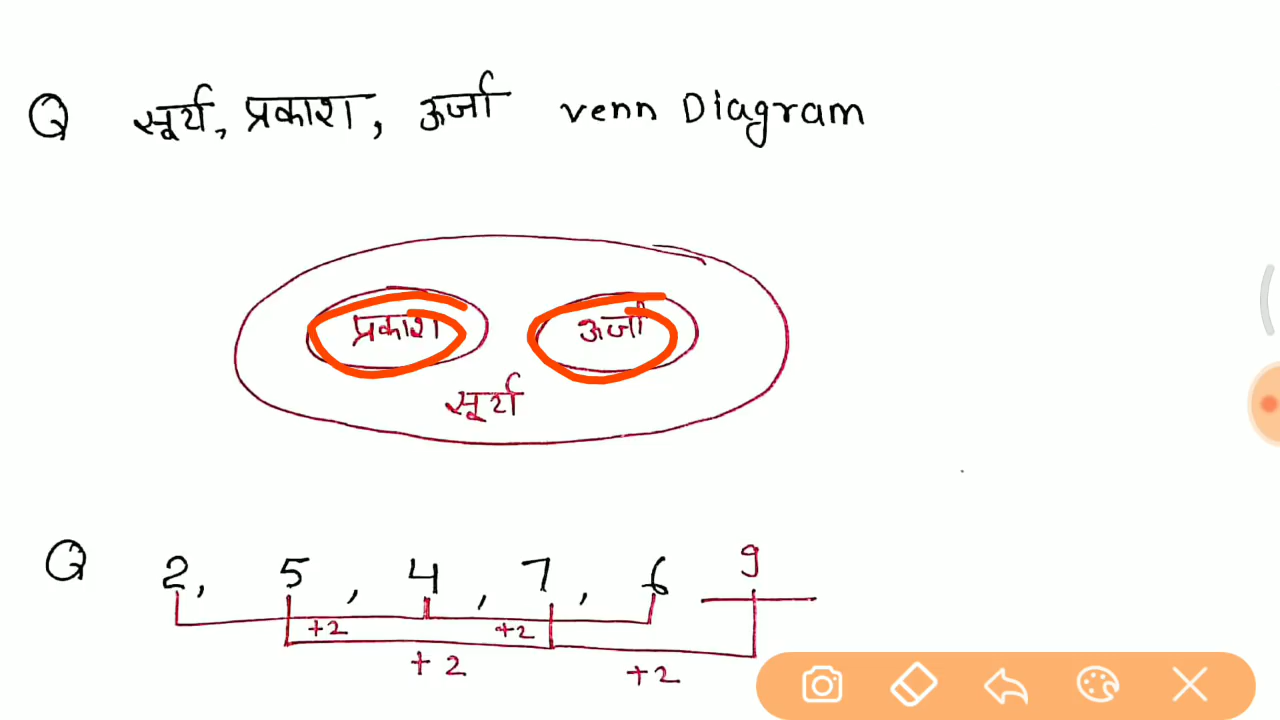 Q सूर्य, प्रकाश, ऊर्जा venn Diagram
प्रकाश ऊर्जा
सूर्य
Q 2, 5, 4, 7, 6 9
+2 +2
+2 +2